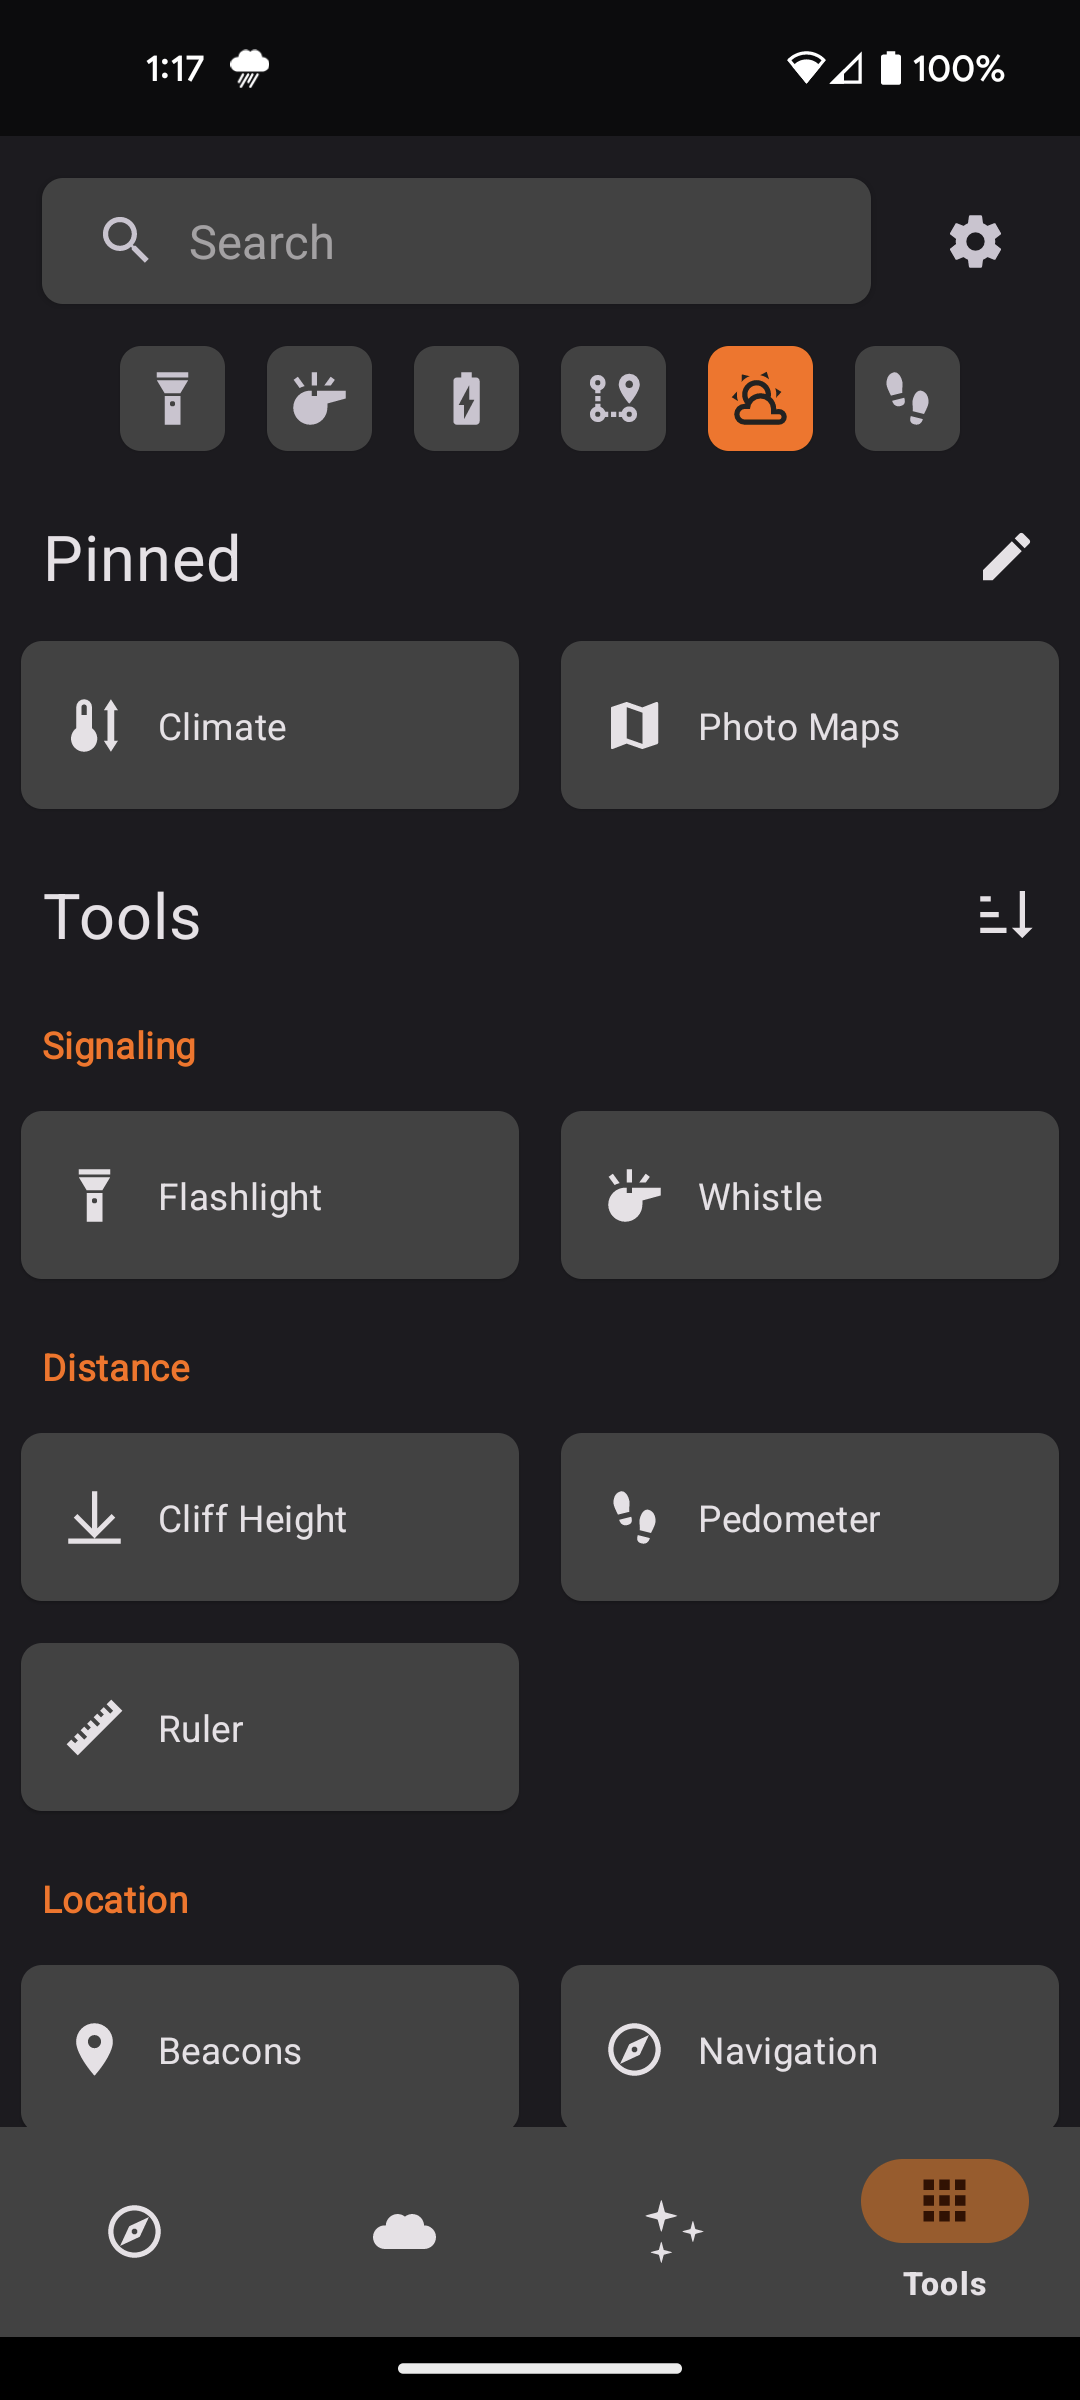 1:17
100%
Search
Pinned
Climate
Photo Maps
Tools
Signaling
Flashlight
Whistle
Distance
Cliff Height
Pedometer
Ruler
Location
Beacons
Navigation
Tools